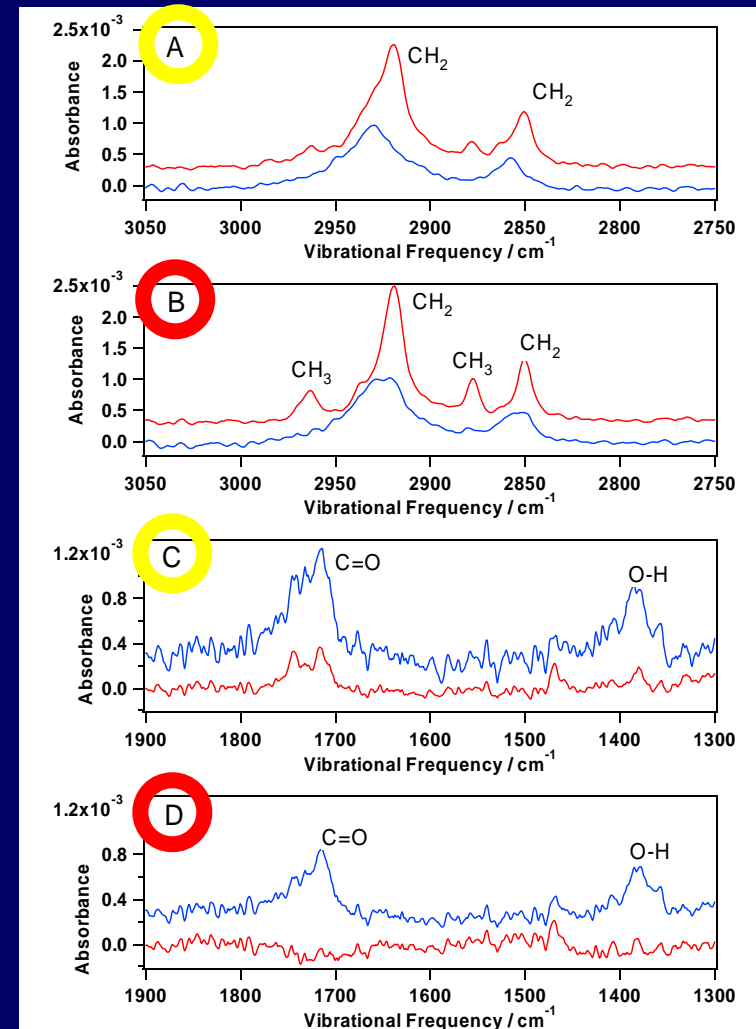 A
2.5x10⁻³
2.0
1.5
1.0
0.5
0.0
Absorbance
CH₂
CH₂
3050 3000 2950 2900 2850 2800 2750
Vibrational Frequency / cm⁻¹
B
2.5x10⁻³
2.0
1.5
1.0
0.5
0.0
Absorbance
CH₃
CH₂
CH₃
CH₂
3050 3000 2950 2900 2850 2800 2750
Vibrational Frequency / cm⁻¹
C
1.2x10⁻³
0.8
0.4
0.0
Absorbance
C=O
O-H
1900 1800 1700 1600 1500 1400 1300
Vibrational Frequency / cm⁻¹
D
1.2x10⁻³
0.8
0.4
0.0
Absorbance
C=O
O-H
1900 1800 1700 1600 1500 1400 1300
Vibrational Frequency / cm⁻¹